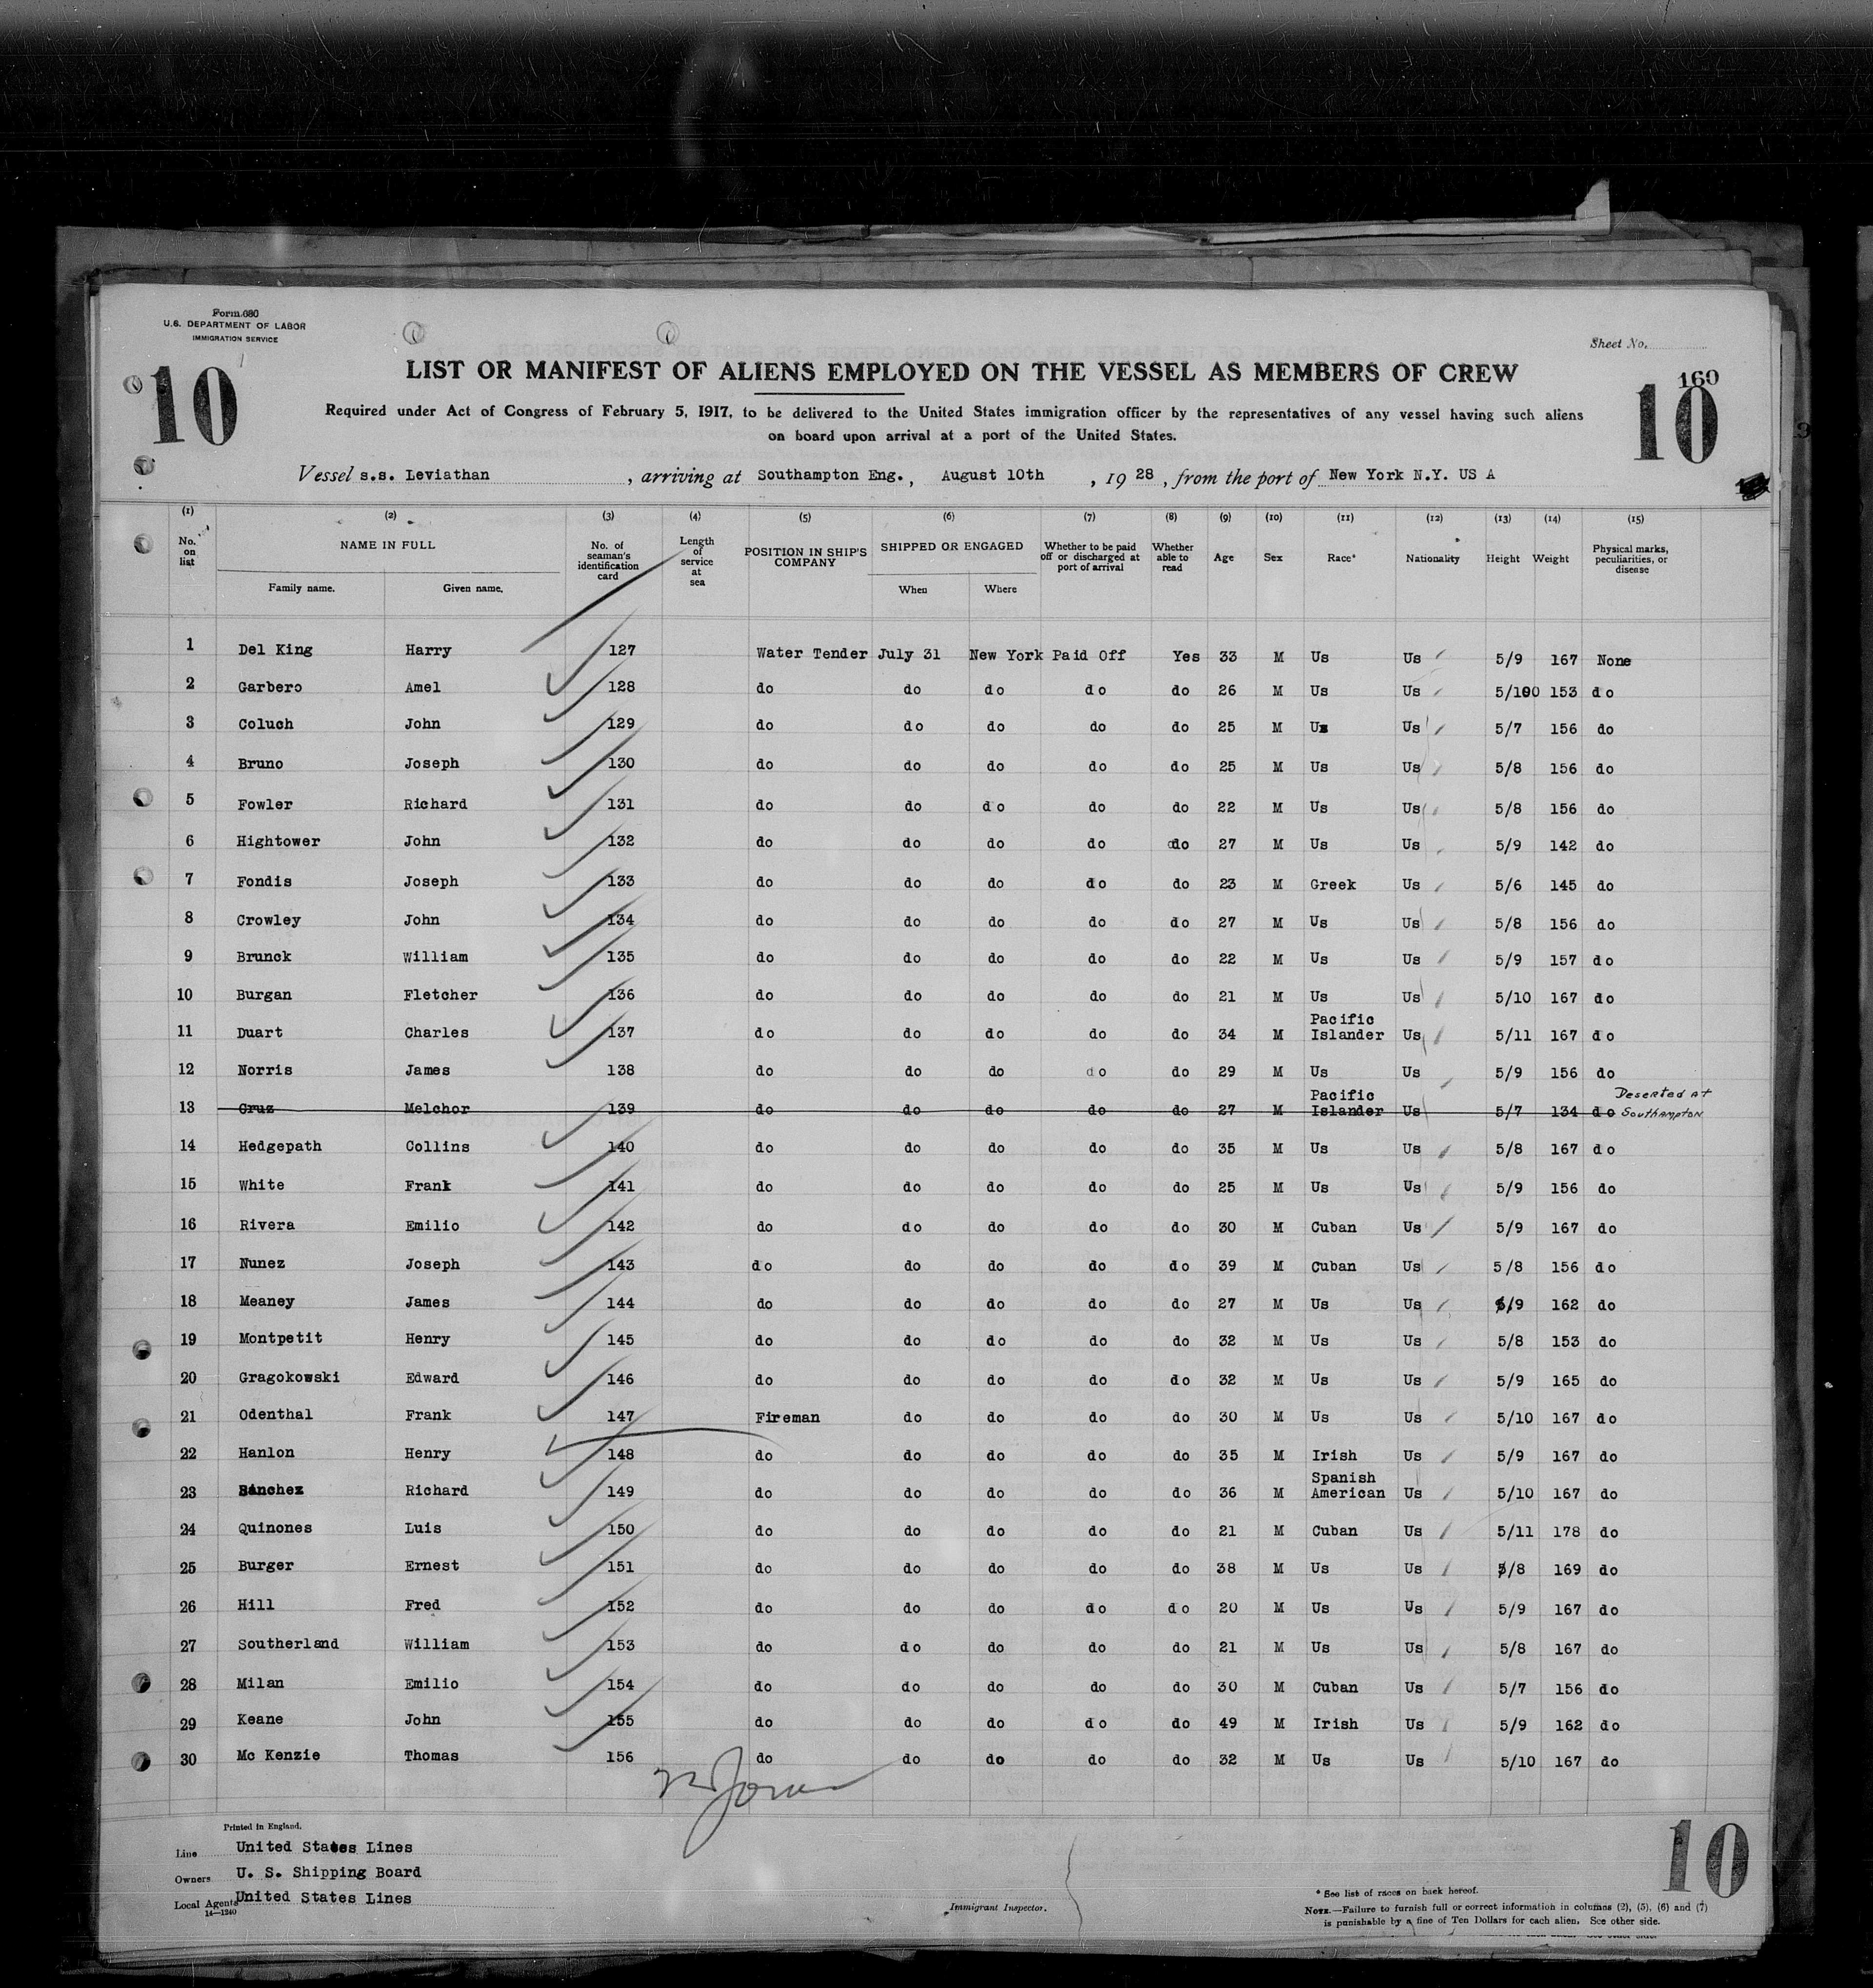 Form 680
U.S. DEPARTMENT OF LABOR
IMMIGRATION SERVICE
Sheet No.
10
160
10
LIST OR MANIFEST OF ALIENS EMPLOYED ON THE VESSEL AS MEMBERS OF CREW
Required under Act of Congress of February 5, 1917, to be delivered to the United States immigration officer by the representatives of any vessel having such aliens
on board upon arrival at a port of the United States.
Vessel s.s. Leviathan , arriving at Southampton Eng., August 10th , 19 28 , from the port of New York N.Y. US A
(1) (2) (3) (4) (5) (6) (7) (8) (9) (10) (11) (12) (13) (14) (15)
No. on list NAME IN FULL Family name. Given name. No. of seaman's identification card Length of service at sea POSITION IN SHIP'S COMPANY SHIPPED OR ENGAGED When Where Whether to be paid off or discharged at port of arrival Whether able to read Age Sex Race* Nationality Height Weight Physical marks, peculiarities, or disease
1 Del King Harry 127 Water Tender July 31 New York Paid Off Yes 33 M Us Us 5/9 167 None
2 Garbero Amel 128 do do do do do 26 M Us Us 5/100 153 do
3 Coluch John 129 do do do do do 25 M Us Us 5/7 156 do
4 Bruno Joseph 130 do do do do do 25 M Us Us 5/8 156 do
5 Fowler Richard 131 do do do do do 22 M Us Us 5/8 156 do
6 Hightower John 132 do do do do do 27 M Us Us 5/9 142 do
7 Fondis Joseph 133 do do do do do 23 M Greek Us 5/6 145 do
8 Crowley John 134 do do do do do 27 M Us Us 5/8 156 do
9 Brunck William 135 do do do do do 22 M Us Us 5/9 157 do
10 Burgan Fletcher 136 do do do do do 21 M Us Us 5/10 167 do
11 Duart Charles 137 do do do do do 34 M Pacific Islander Us 5/11 167 do
12 Norris James 138 do do do do do 29 M Us Us 5/9 156 do
13 Cruz Melchor 139 do do do do do 27 M Pacific Islander Us 5/7 134 do Deserted at Southampton
14 Hedgepath Collins 140 do do do do do 35 M Us Us 5/8 167 do
15 White Frank 141 do do do do do 25 M Us Us 5/9 156 do
16 Rivera Emilio 142 do do do do do 30 M Cuban Us 5/9 167 do
17 Nunez Joseph 143 do do do do do 39 M Cuban Us 5/8 156 do
18 Meaney James 144 do do do do do 27 M Us Us 5/9 162 do
19 Montpetit Henry 145 do do do do do 32 M Us Us 5/8 153 do
20 Gragokowski Edward 146 do do do do do 32 M Us Us 5/9 165 do
21 Odenthal Frank 147 Fireman do do do do 30 M Us Us 5/10 167 do
22 Hanlon Henry 148 do do do do do 35 M Irish Us 5/9 167 do
23 Sanchez Richard 149 do do do do do 36 M Spanish American Us 5/10 167 do
24 Quinones Luis 150 do do do do do 21 M Cuban Us 5/11 178 do
25 Burger Ernest 151 do do do do do 38 M Us Us 5/8 169 do
26 Hill Fred 152 do do do do do 20 M Us Us 5/9 167 do
27 Southerland William 153 do do do do do 21 M Us Us 5/8 167 do
28 Milan Emilio 154 do do do do do 30 M Cuban Us 5/7 156 do
29 Keane John 155 do do do do do 49 M Irish Us 5/9 162 do
30 Mc Kenzie Thomas 156 do do do do do 32 M Us Us 5/10 167 do
Printed in England.
Line United States Lines
Owners U. S. Shipping Board
Local Agents United States Lines
14—1240
Immigrant Inspector.
* See list of races on back hereof.
NOTE.—Failure to furnish full or correct information in columns (2), (5), (6) and (7)
is punishable by a fine of Ten Dollars for each alien. See other side.
10